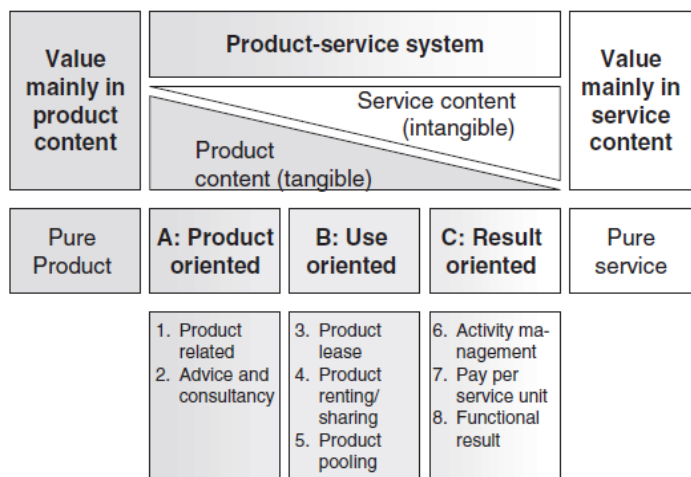 Value
mainly in
product
content
Product-service system
Service content
(intangible)
Product
content (tangible)
Value
mainly in
service
content
Pure
Product
A: Product
oriented
B: Use
oriented
C: Result
oriented
Pure
service
1. Product
related
2. Advice and
consultancy
3. Product
lease
4. Product
renting/
sharing
5. Product
pooling
6. Activity ma-
nagement
7. Pay per
service unit
8. Functional
result